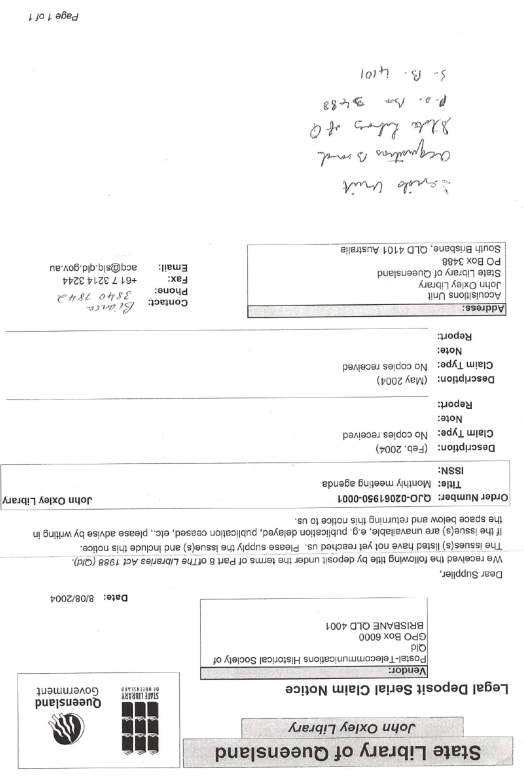 State Library of Queensland
John Oxley Library
STATE LIBRARY
OF QUEENSLAND
Queensland
Government
Legal Deposit Serial Claim Notice
Vendor:
Postal-Telecommunications Historical Society of
Qld
GPO Box 6000
BRISBANE QLD 4001
Date: 8/08/2004
Dear Supplier,
We received the following title by deposit under the terms of Part 8 of The Libraries Act 1988 (Qld).
The issues(s) listed have not yet reached us. Please supply the issue(s) and include this notice.
If the issue(s) are unavailable, e.g. publication delayed, publication ceased, etc., please advise by writing in
the space below and returning this notice to us.
Order Number: QJO-02061950-0001 John Oxley Library
Title: Monthly meeting agenda
ISSN:
Description: (Feb. 2004)
Claim Type: No copies received
Note:
Report:
Description: (May 2004)
Claim Type: No copies received
Note:
Report:
Address:
Acquisitions Unit
John Oxley Library
State Library of Queensland
PO Box 3488
South Brisbane, QLD 4101 Australia
Contact: Bianca
Phone: 3840 7842
Fax: +61 7 3214 3244
Email: acq@slq.qld.gov.au
Serials Unit
Acquisitions Branch
State Library of Q
P.O. Box 3488
S. B. 4101
Page 1 of 1